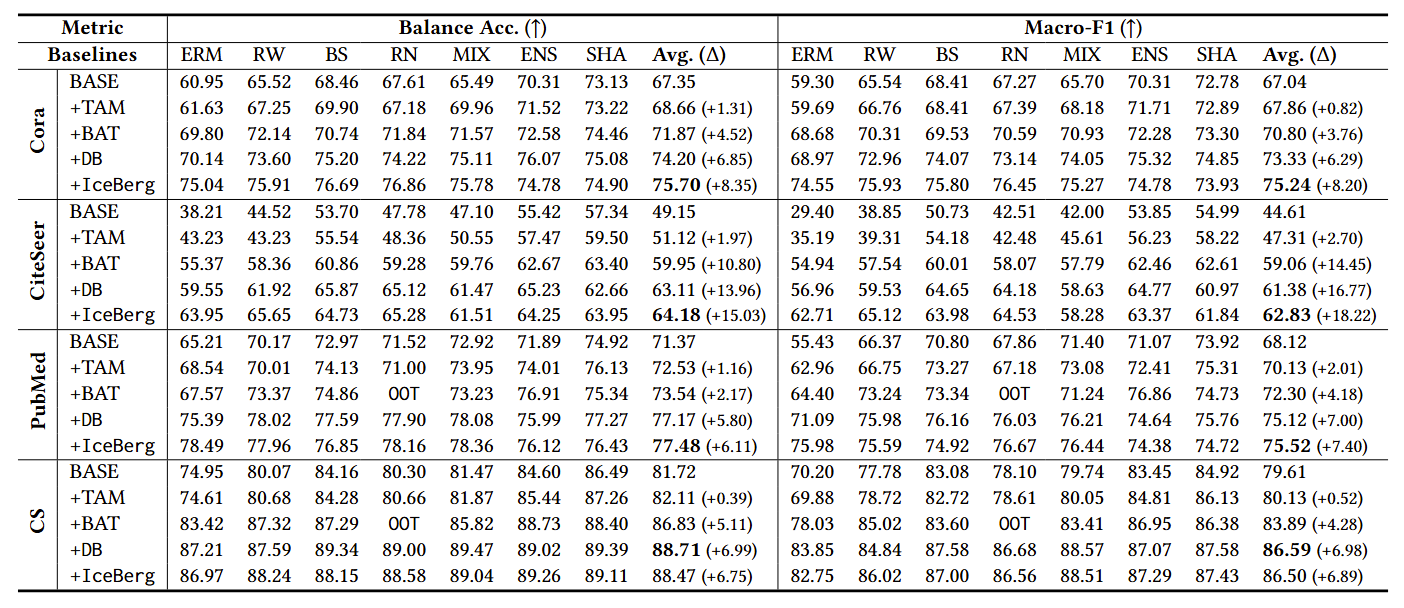 Metric Balance Acc. (↑) Macro-F1 (↑)
Baselines ERM RW BS RN MIX ENS SHA Avg. (Δ) ERM RW BS RN MIX ENS SHA Avg. (Δ)
Cora
BASE 60.95 65.52 68.46 67.61 65.49 70.31 73.13 67.35 59.30 65.54 68.41 67.27 65.70 70.31 72.78 67.04
+TAM 61.63 67.25 69.90 67.18 69.96 71.52 73.22 68.66 (+1.31) 59.69 66.76 68.41 67.39 68.18 71.71 72.89 67.86 (+0.82)
+BAT 69.80 72.14 70.74 71.84 71.57 72.58 74.46 71.87 (+4.52) 68.68 70.31 69.53 70.59 70.93 72.28 73.30 70.80 (+3.76)
+DB 70.14 73.60 75.20 74.22 75.11 76.07 75.08 74.20 (+6.85) 68.97 72.96 74.07 73.14 74.05 75.32 74.85 73.33 (+6.29)
+IceBerg 75.04 75.91 76.69 76.86 75.78 74.78 74.90 75.70 (+8.35) 74.55 75.93 75.80 76.45 75.27 74.78 73.93 75.24 (+8.20)
CiteSeer
BASE 38.21 44.52 53.70 47.78 47.10 55.42 57.34 49.15 29.40 38.85 50.73 42.51 42.00 53.85 54.99 44.61
+TAM 43.23 43.23 55.54 48.36 50.55 57.47 59.50 51.12 (+1.97) 35.19 39.31 54.18 42.48 45.61 56.23 58.22 47.31 (+2.70)
+BAT 55.37 58.36 60.86 59.28 59.76 62.67 63.40 59.95 (+10.80) 54.94 57.54 60.01 58.07 57.79 62.46 62.61 59.06 (+14.45)
+DB 59.55 61.92 65.87 65.12 61.47 65.23 62.66 63.11 (+13.96) 56.96 59.53 64.65 64.18 58.63 64.77 60.97 61.38 (+16.77)
+IceBerg 63.95 65.65 64.73 65.28 61.51 64.25 63.95 64.18 (+15.03) 62.71 65.12 63.98 64.53 58.28 63.37 61.84 62.83 (+18.22)
PubMed
BASE 65.21 70.17 72.97 71.52 72.92 71.89 74.92 71.37 55.43 66.37 70.80 67.86 71.40 71.07 73.92 68.12
+TAM 68.54 70.01 74.13 71.00 73.95 74.01 76.13 72.53 (+1.16) 62.96 66.75 73.27 67.18 73.08 72.41 75.31 70.13 (+2.01)
+BAT 67.57 73.37 74.86 OOT 73.23 76.91 75.34 73.54 (+2.17) 64.40 73.24 73.34 OOT 71.24 76.86 74.73 72.30 (+4.18)
+DB 75.39 78.02 77.59 77.90 78.08 75.99 77.27 77.17 (+5.80) 71.09 75.98 76.16 76.03 76.21 74.64 75.76 75.12 (+7.00)
+IceBerg 78.49 77.96 76.85 78.16 78.36 76.12 76.43 77.48 (+6.11) 75.98 75.59 74.92 76.67 76.44 74.38 74.72 75.52 (+7.40)
CS
BASE 74.95 80.07 84.16 80.30 81.47 84.60 86.49 81.72 70.20 77.78 83.08 78.10 79.74 83.45 84.92 79.61
+TAM 74.61 80.68 84.28 80.66 81.87 85.44 87.26 82.11 (+0.39) 69.88 78.72 82.72 78.61 80.05 84.81 86.13 80.13 (+0.52)
+BAT 83.42 87.32 87.29 OOT 85.82 88.73 88.40 86.83 (+5.11) 78.03 85.02 83.60 OOT 83.41 86.95 86.38 83.89 (+4.28)
+DB 87.21 87.59 89.34 89.00 89.47 89.02 89.39 88.71 (+6.99) 83.85 84.84 87.58 86.68 88.57 87.07 87.58 86.59 (+6.98)
+IceBerg 86.97 88.24 88.15 88.58 89.04 89.26 89.11 88.47 (+6.75) 82.75 86.02 87.00 86.56 88.51 87.29 87.43 86.50 (+6.89)